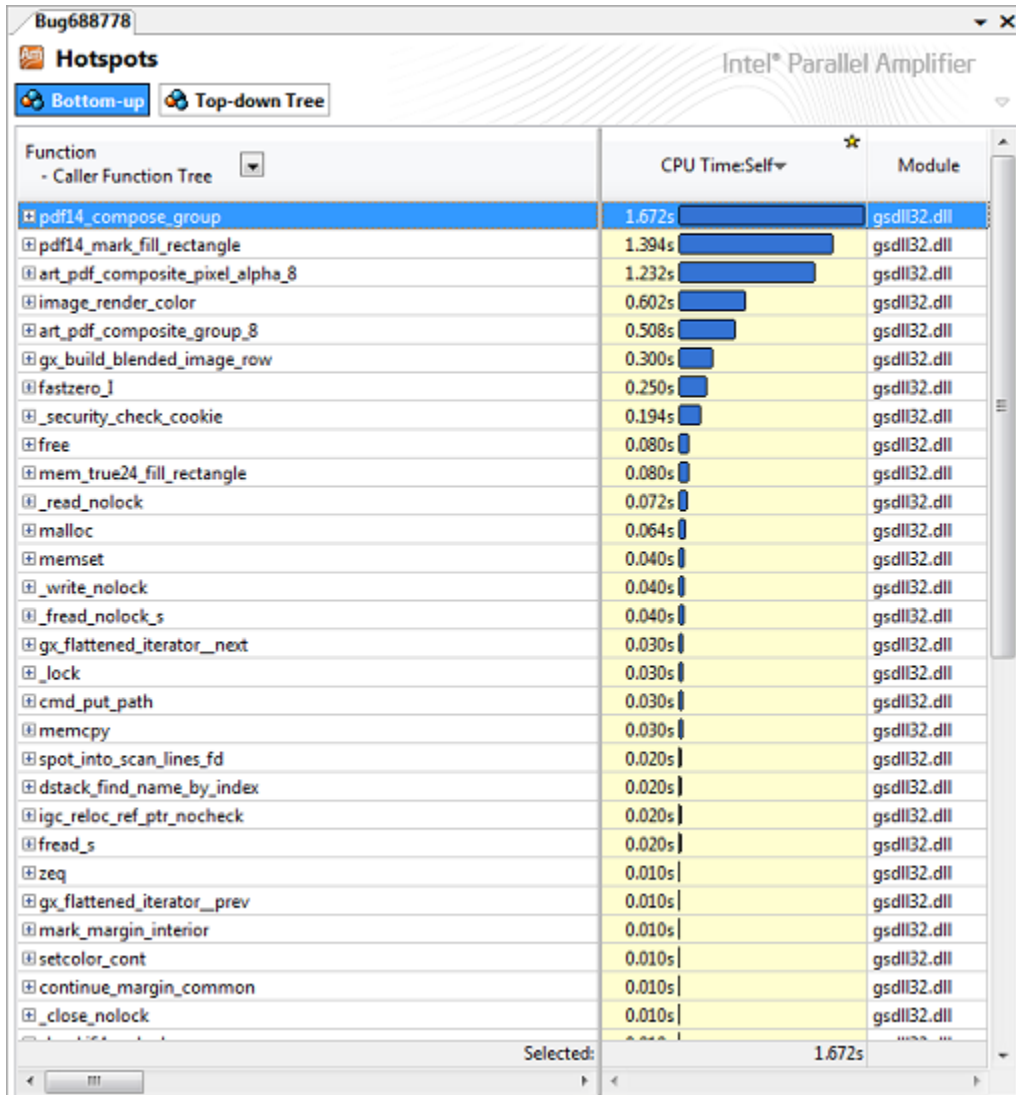 Bug688778
Hotspots
Intel® Parallel Amplifier
Bottom-up Top-down Tree
Function
- Caller Function Tree
CPU Time:Self Module
pdf14_compose_group 1.672s gsdll32.dll
pdf14_mark_fill_rectangle 1.394s gsdll32.dll
art_pdf_composite_pixel_alpha_8 1.232s gsdll32.dll
image_render_color 0.602s gsdll32.dll
art_pdf_composite_group_8 0.508s gsdll32.dll
gx_build_blended_image_row 0.300s gsdll32.dll
fastzero_I 0.250s gsdll32.dll
_security_check_cookie 0.194s gsdll32.dll
free 0.080s gsdll32.dll
mem_true24_fill_rectangle 0.080s gsdll32.dll
_read_nolock 0.072s gsdll32.dll
malloc 0.064s gsdll32.dll
memset 0.040s gsdll32.dll
_write_nolock 0.040s gsdll32.dll
_fread_nolock_s 0.040s gsdll32.dll
gx_flattened_iterator__next 0.030s gsdll32.dll
_lock 0.030s gsdll32.dll
cmd_put_path 0.030s gsdll32.dll
memcpy 0.030s gsdll32.dll
spot_into_scan_lines_fd 0.020s gsdll32.dll
dstack_find_name_by_index 0.020s gsdll32.dll
igc_reloc_ref_ptr_nocheck 0.020s gsdll32.dll
fread_s 0.020s gsdll32.dll
zeq 0.010s gsdll32.dll
gx_flattened_iterator__prev 0.010s gsdll32.dll
mark_margin_interior 0.010s gsdll32.dll
setcolor_cont 0.010s gsdll32.dll
continue_margin_common 0.010s gsdll32.dll
_close_nolock 0.010s gsdll32.dll
Selected: 1.672s